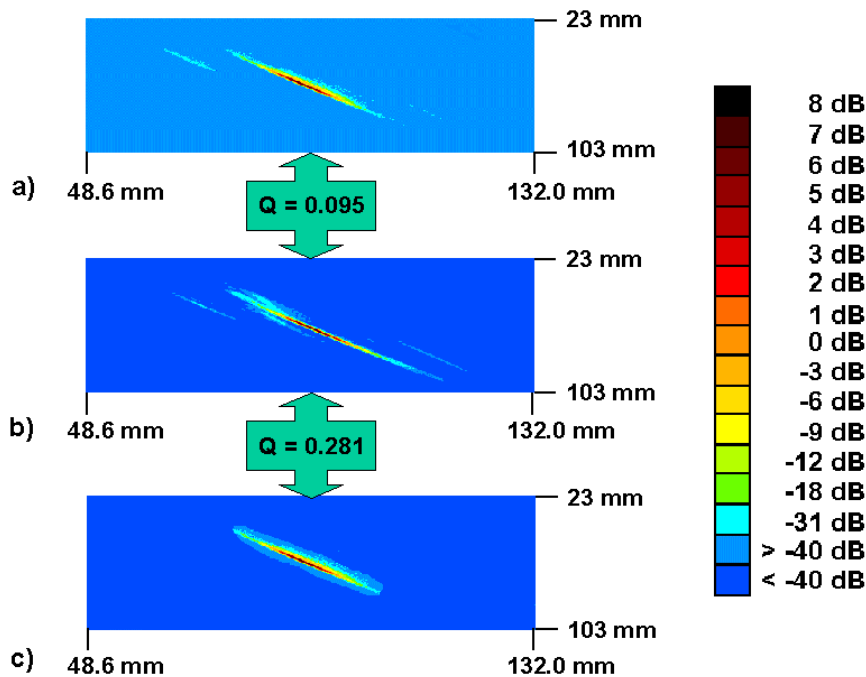 23 mm
103 mm
a)
48.6 mm
132.0 mm
Q = 0.095
23 mm
103 mm
b)
48.6 mm
132.0 mm
Q = 0.281
23 mm
103 mm
c)
48.6 mm
132.0 mm
8 dB
7 dB
6 dB
5 dB
4 dB
3 dB
2 dB
1 dB
0 dB
-3 dB
-6 dB
-9 dB
-12 dB
-18 dB
-31 dB
> -40 dB
< -40 dB